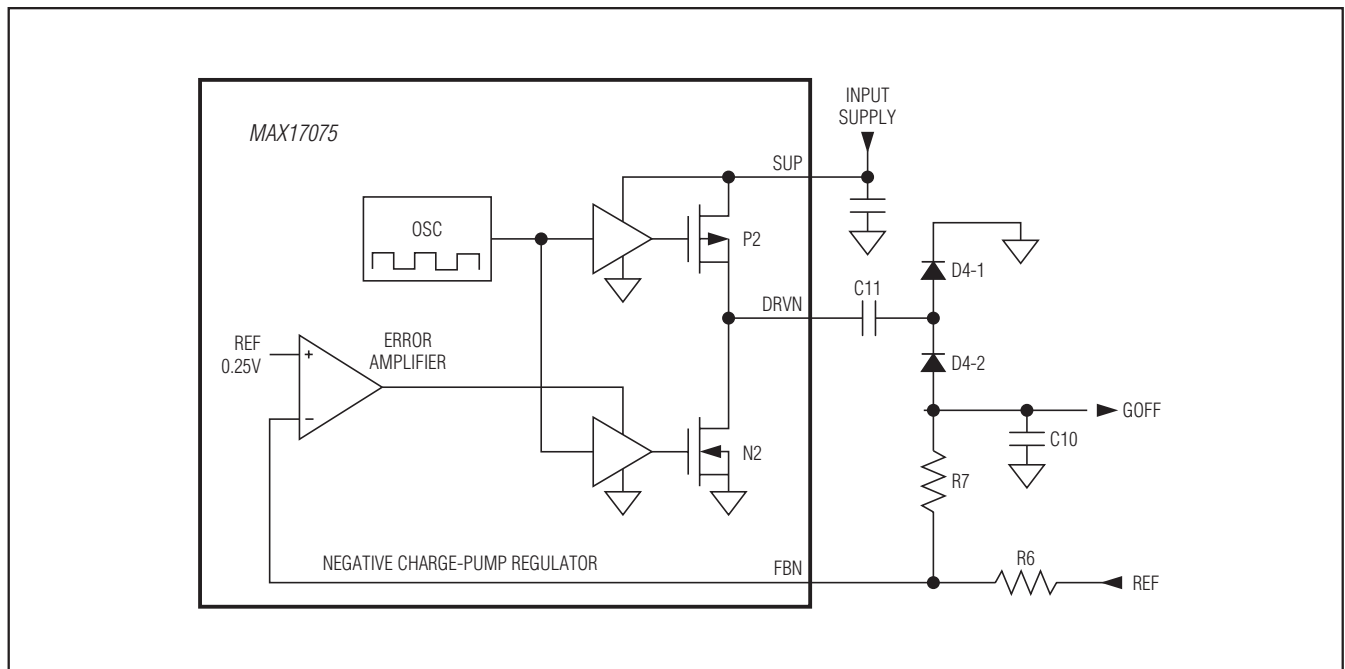 MAX17075
INPUT
SUPPLY
SUP
OSC
P2
DRVN
C11
D4-1
REF
0.25V
+
−
ERROR
AMPLIFIER
D4-2
GOFF
C10
N2
R7
NEGATIVE CHARGE-PUMP REGULATOR
FBN
R6
REF